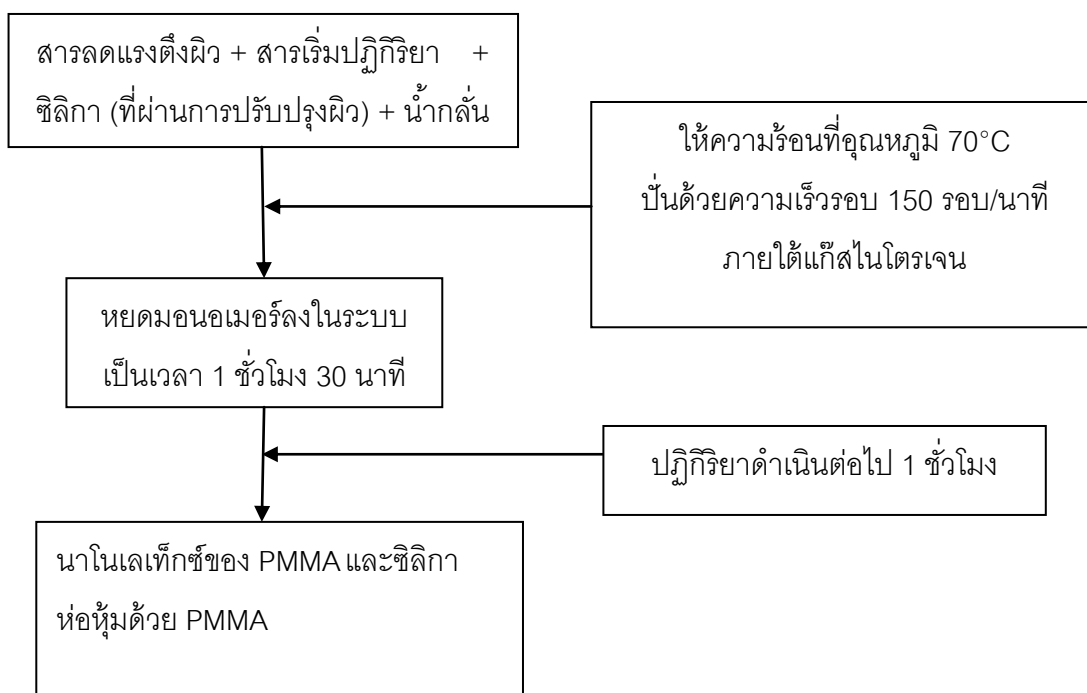 สารลดแรงตึงผิว + สารเริ่มปฏิกิริยา +
ซิลิกา (ที่ผ่านการปรับปรุงผิว) + น้ำกลั่น
ให้ความร้อนที่อุณหภูมิ 70°C
ปั่นด้วยความเร็วรอบ 150 รอบ/นาที
ภายใต้แก๊สไนโตรเจน
หยดมอนอเมอร์ลงในระบบ
เป็นเวลา 1 ชั่วโมง 30 นาที
ปฏิกิริยาดำเนินต่อไป 1 ชั่วโมง
นาโนเลเท็กซ์ของ PMMA และซิลิกา
ห่อหุ้มด้วย PMMA